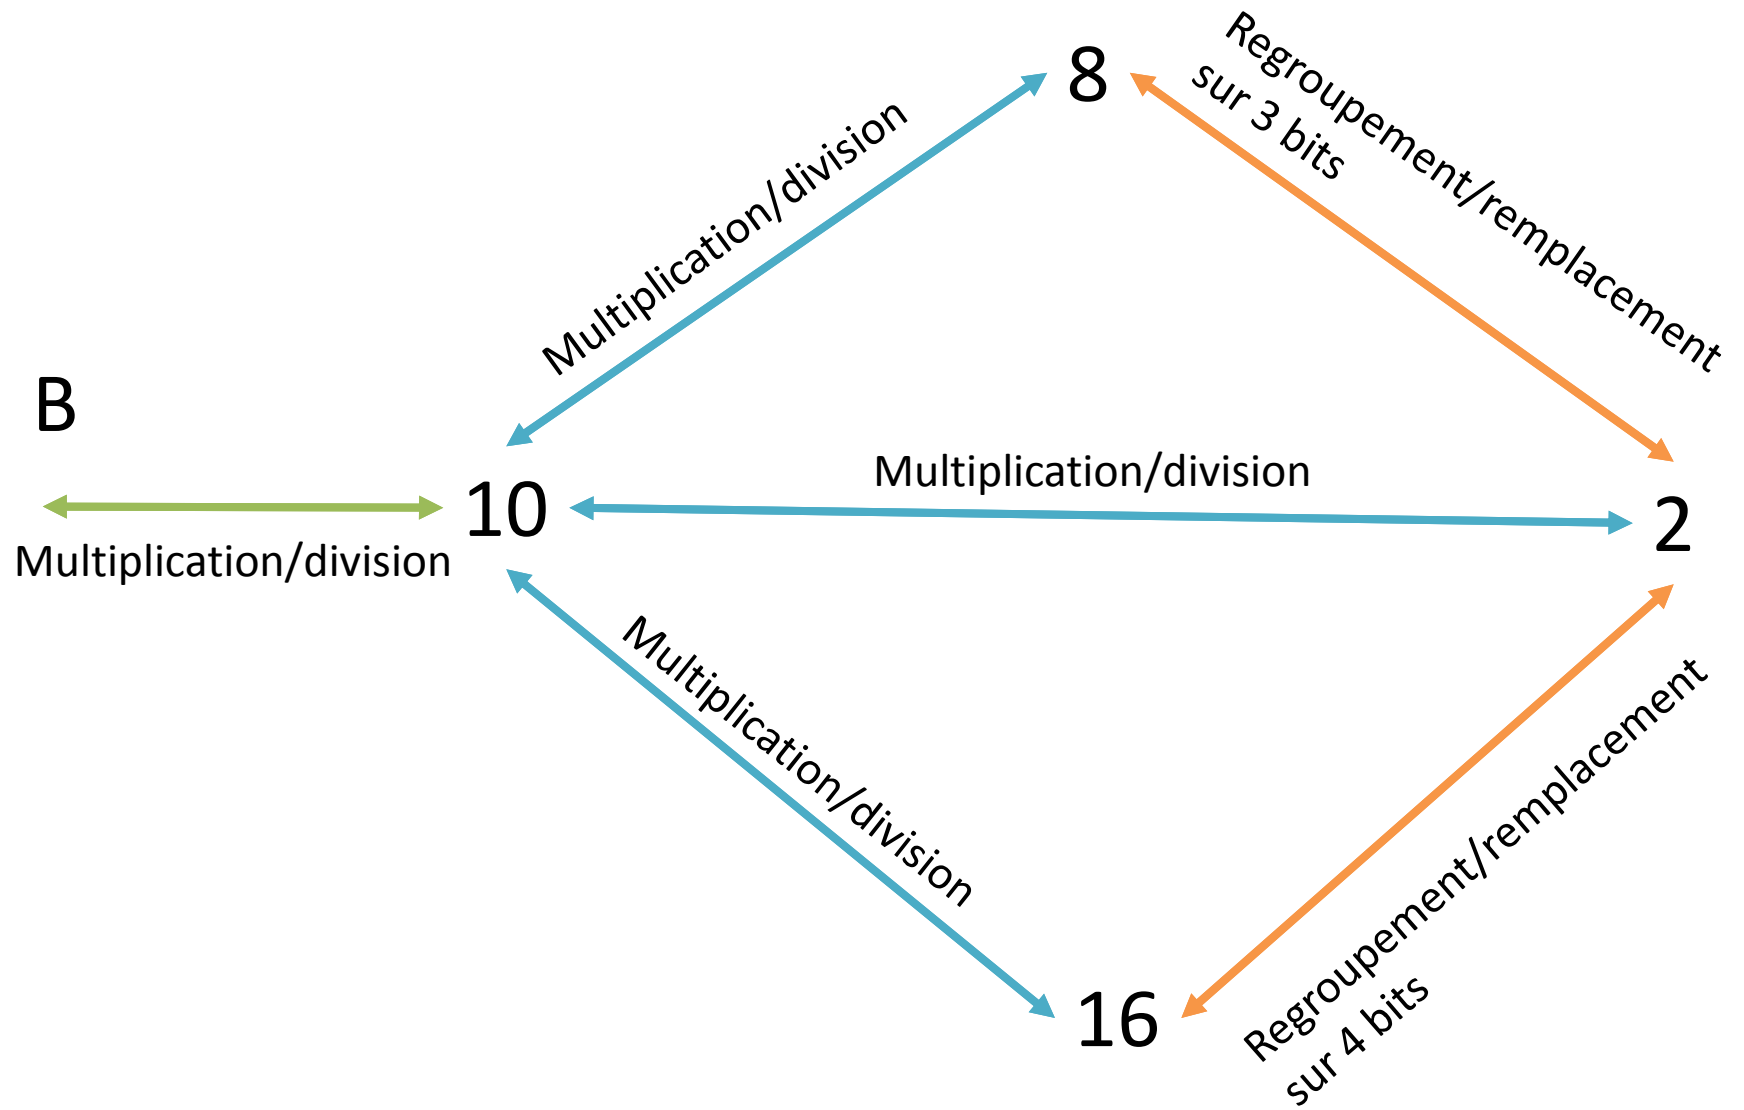 8
Regroupement/remplacement
sur 3 bits
Multiplication/division
B
Multiplication/division
10
2
Multiplication/division
Multiplication/division
16
Regroupement/remplacement
sur 4 bits